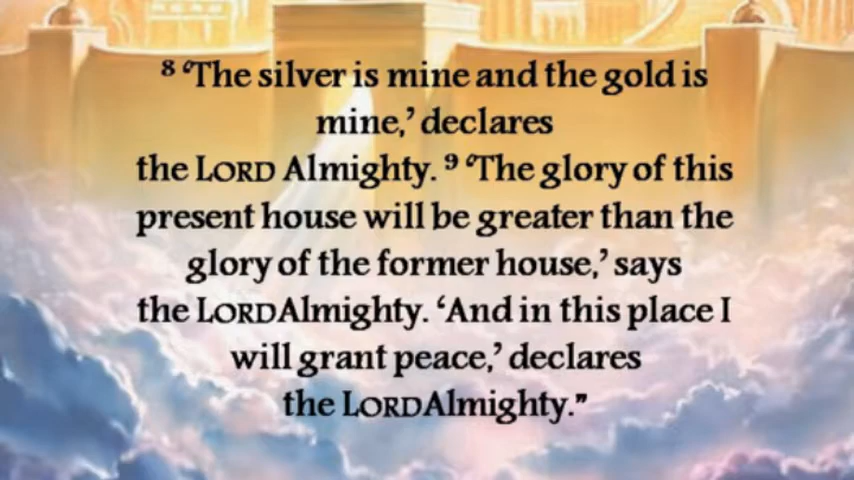 ⁸ ‘The silver is mine and the gold is
mine,’ declares
the LORD Almighty. ⁹ ‘The glory of this
present house will be greater than the
glory of the former house,’ says
the LORDAlmighty. ‘And in this place I
will grant peace,’ declares
the LORDAlmighty.”